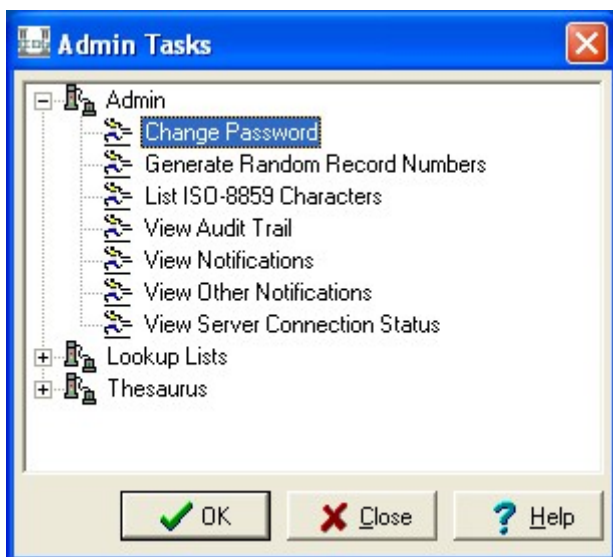 Admin Tasks
Admin
Change Password
Generate Random Record Numbers
List ISO-8859 Characters
View Audit Trail
View Notifications
View Other Notifications
View Server Connection Status
Lookup Lists
Thesaurus
OK Close Help